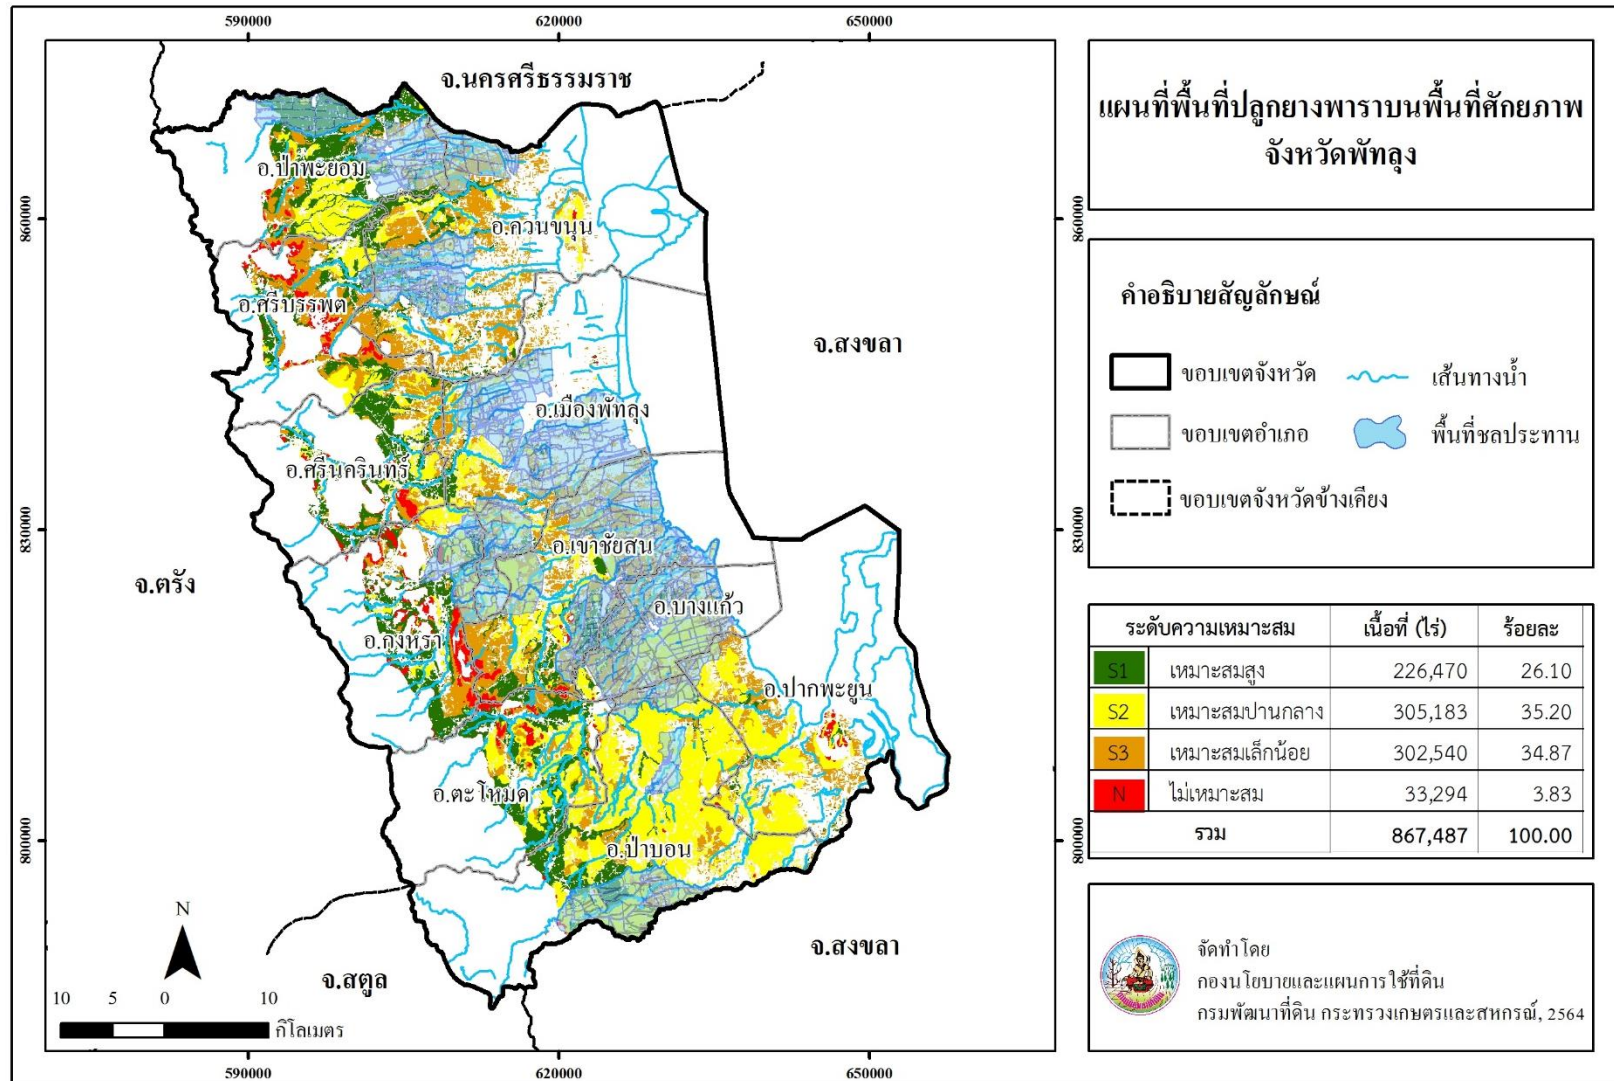 590000
620000
650000
จ.นครศรีธรรมราช
อ.ป่าพะยอม
860000
860000
อ.ควนขนุน
อ.ศรีบรรพต
จ.สงขลา
อ.เมืองพัทลุง
อ.ศรีนครินทร์
830000
830000
อ.เขาชัยสน
จ.ตรัง
อ.บางแก้ว
อ.กงหรา
อ.ปากพะยูน
อ.ตะโหมด
800000
800000
อ.ป่าบอน
จ.สงขลา
จ.สตูล
N
10 5 0 10
กิโลเมตร
590000
620000
650000
แผนที่พื้นที่ปลูกยางพาราบนพื้นที่ศักยภาพ
จังหวัดพัทลุง
คำอธิบายสัญลักษณ์
ขอบเขตจังหวัด
เส้นทางน้ำ
ขอบเขตอำเภอ
พื้นที่ชลประทาน
ขอบเขตจังหวัดข้างเคียง
ระดับความเหมาะสม เนื้อที่ (ไร่) ร้อยละ
S1 เหมาะสมสูง 226,470 26.10
S2 เหมาะสมปานกลาง 305,183 35.20
S3 เหมาะสมเล็กน้อย 302,540 34.87
N ไม่เหมาะสม 33,294 3.83
รวม 867,487 100.00
จัดทำโดย
กองนโยบายและแผนการใช้ที่ดิน
กรมพัฒนาที่ดิน กระทรวงเกษตรและสหกรณ์, 2564